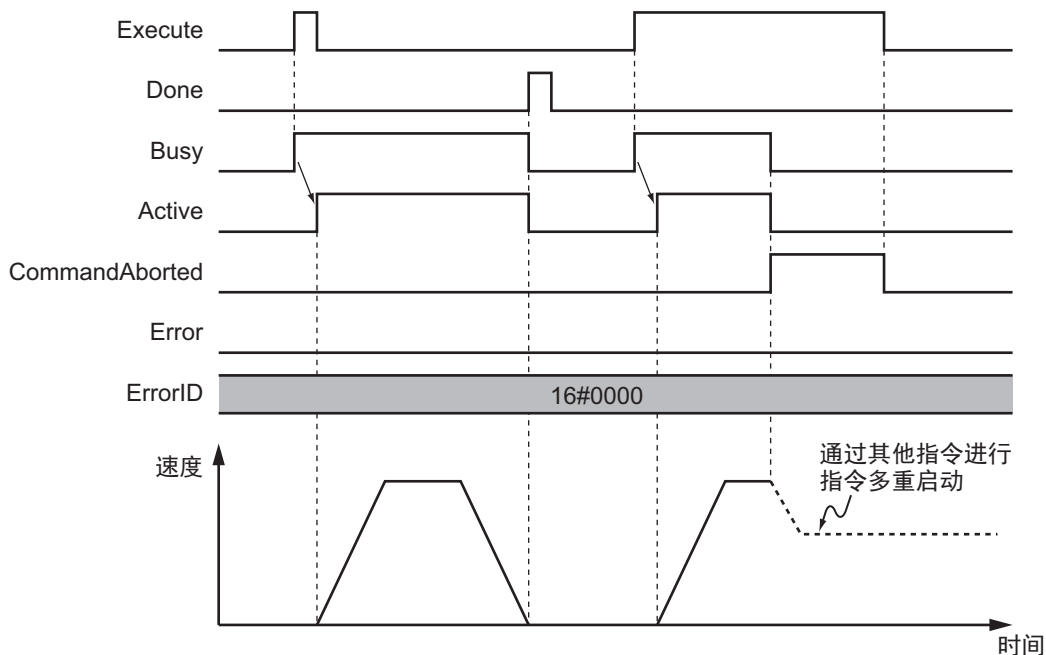 Execute
Done
Busy
Active
CommandAborted
Error
ErrorID
16#0000
速度
通过其他指令进行
指令多重启动
时间